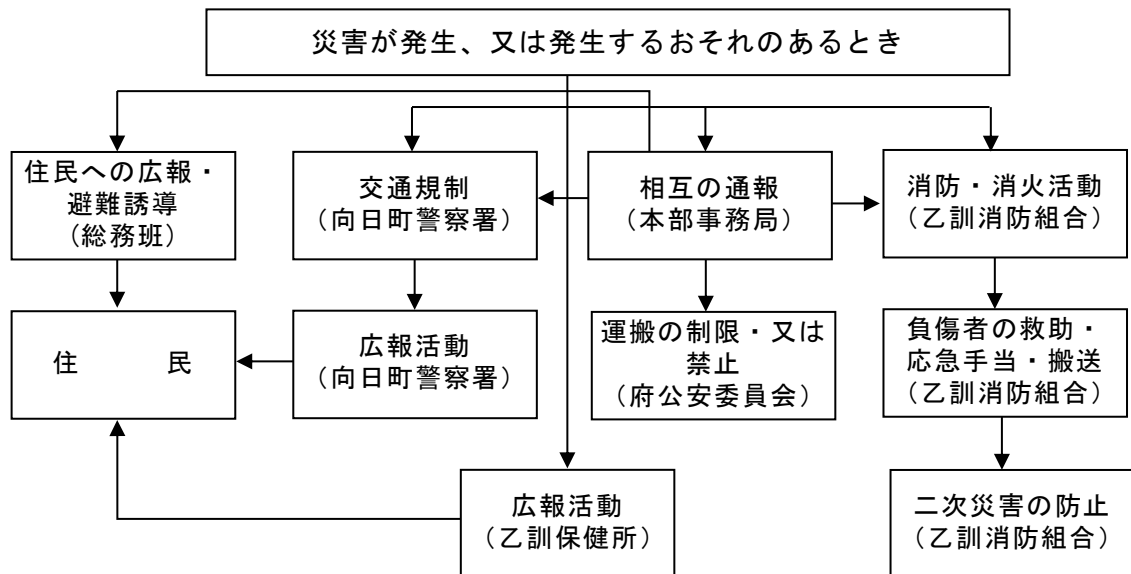 災害が発生、又は発生するおそれのあるとき
住民への広報・
避難誘導
（総務班）
交通規制
（向日町警察署）
相互の通報
（本部事務局）
消防・消火活動
（乙訓消防組合）
住　　　民
広報活動
（向日町警察署）
運搬の制限・又は
禁止
（府公安委員会）
負傷者の救助・
応急手当・搬送
（乙訓消防組合）
広報活動
（乙訓保健所）
二次災害の防止
（乙訓消防組合）